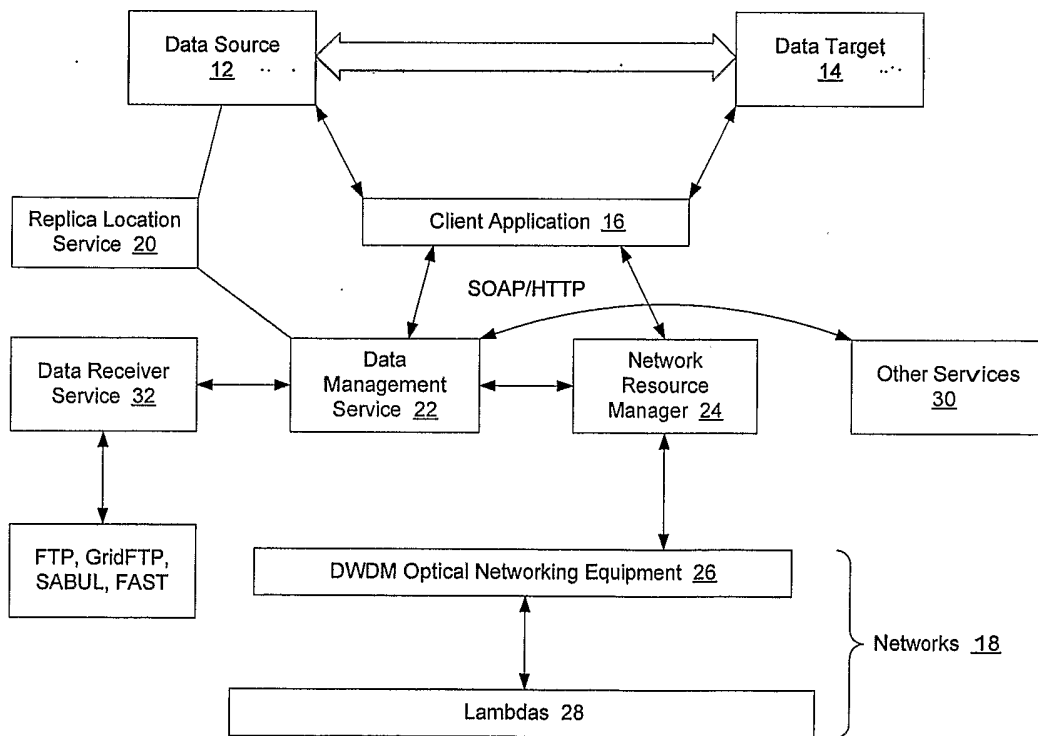 Data Source
12
Data Target
14
Replica Location
Service 20
Client Application 16
SOAP/HTTP
Data Receiver
Service 32
Data
Management
Service 22
Network
Resource
Manager 24
Other Services
30
FTP, GridFTP,
SABUL, FAST
DWDM Optical Networking Equipment 26
Networks 18
Lambdas 28